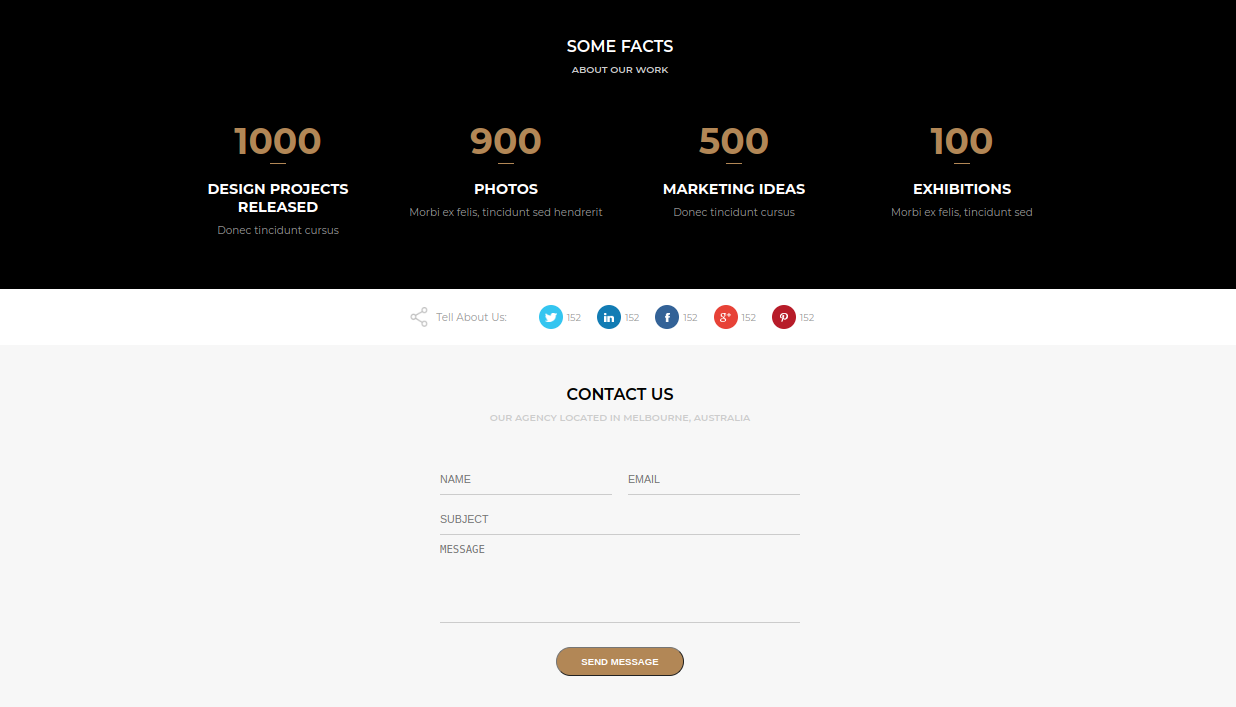 SOME FACTS
ABOUT OUR WORK
1000
DESIGN PROJECTS
RELEASED
Donec tincidunt cursus
900
PHOTOS
Morbi ex felis, tincidunt sed hendrerit
500
MARKETING IDEAS
Donec tincidunt cursus
100
EXHIBITIONS
Morbi ex felis, tincidunt sed
Tell About Us: 152 152 152 152 152
CONTACT US
OUR AGENCY LOCATED IN MELBOURNE, AUSTRALIA
NAME EMAIL
SUBJECT
MESSAGE
SEND MESSAGE